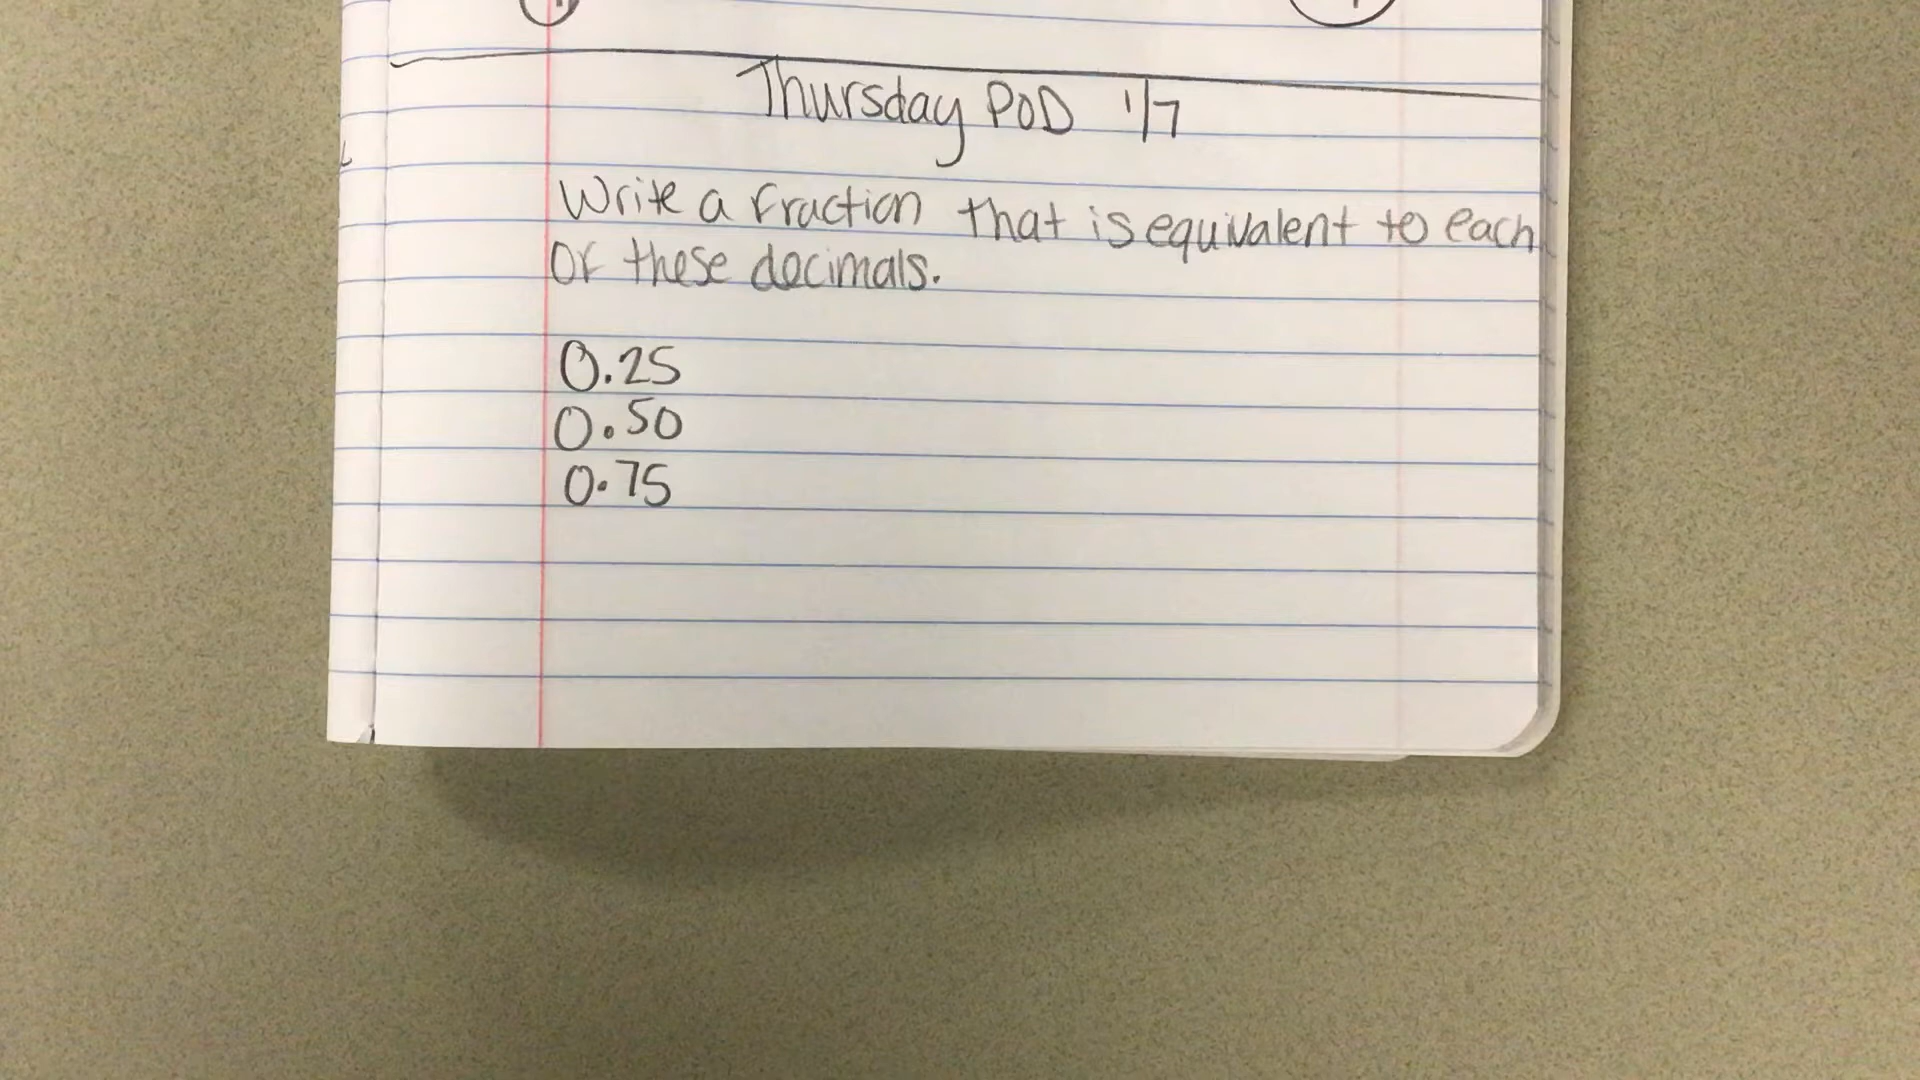 Thursday POD 1/7
Write a fraction that is equivalent to each
of these decimals.
0.25
0.50
0.75